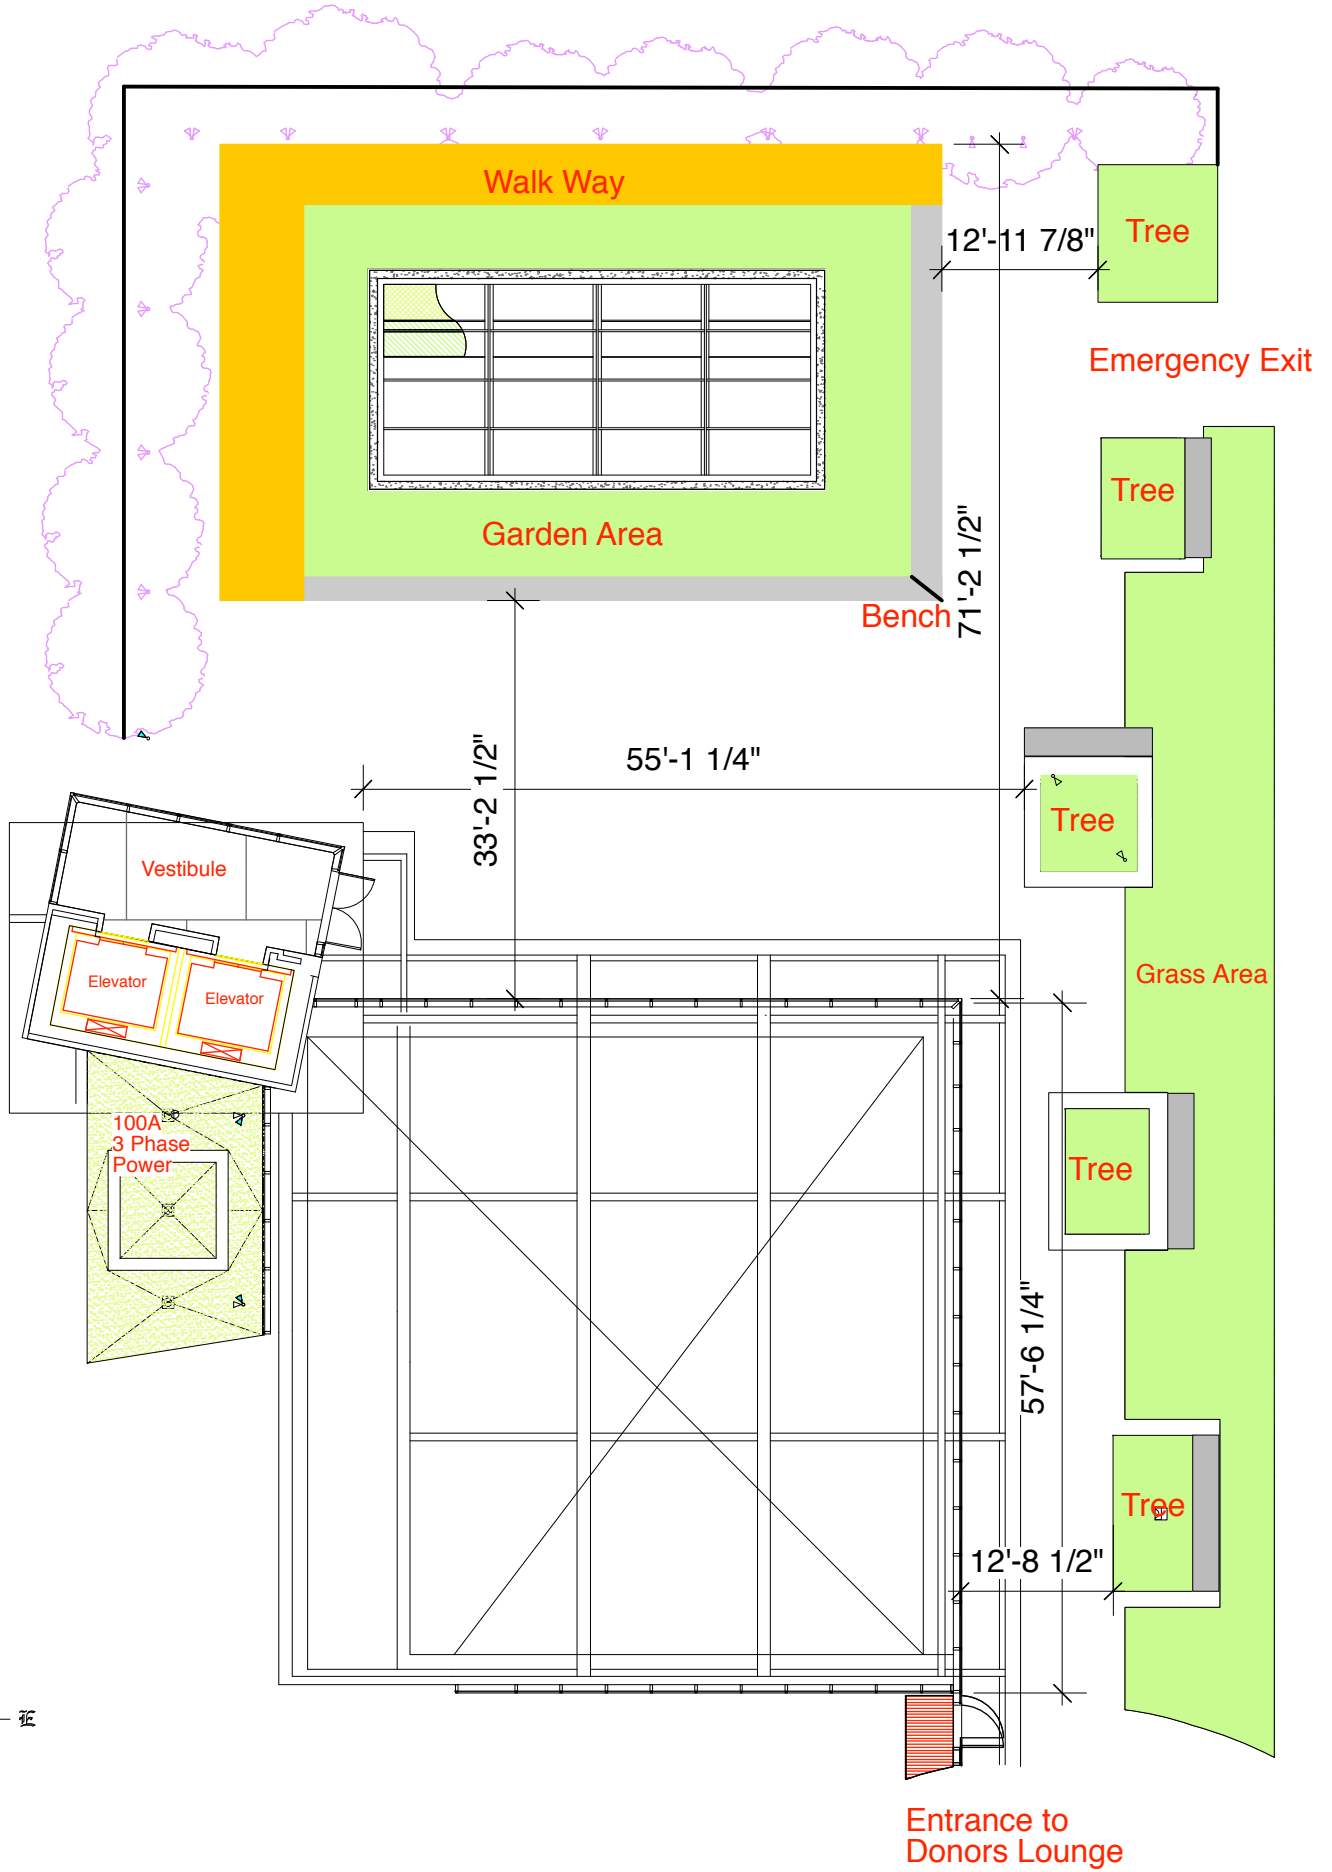 Walk Way
12'-11 7/8"
Tree
Emergency Exit
Tree
Garden Area
Bench
71'-2 1/2"
33'-2 1/2"
55'-1 1/4"
Tree
Vestibule
Elevator
Elevator
Grass Area
100A
3 Phase
Power
Tree
57'-6 1/4"
Tree
12'-8 1/2"
E
Entrance to
Donors Lounge